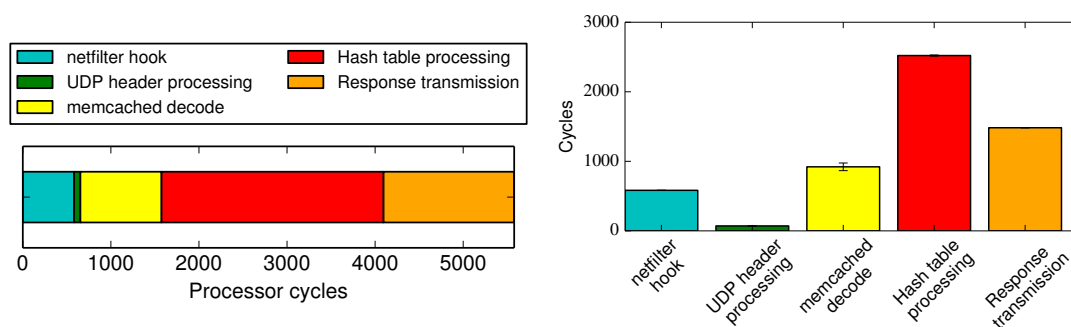 netfilter hook
UDP header processing
memcached decode
Hash table processing
Response transmission
0 1000 2000 3000 4000 5000
Processor cycles
3000
2000
1000
0
Cycles
netfilter
hook
UDP header
processing
memcached
decode
Hash table
processing
Response
transmission